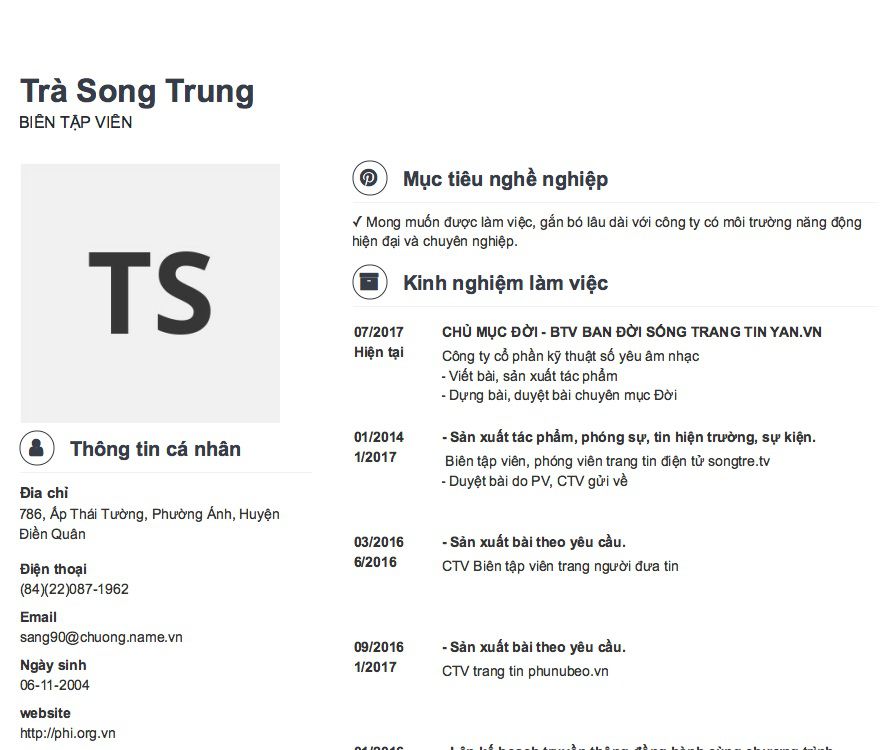 Trà Song Trung
BIÊN TẬP VIÊN
TS
Thông tin cá nhân
Đia chỉ
786, Ấp Thái Tường, Phường Ánh, Huyện
Điền Quân
Điện thoại
(84)(22)087-1962
Email
sang90@chuong.name.vn
Ngày sinh
06-11-2004
website
http://phi.org.vn
Mục tiêu nghề nghiệp
✓ Mong muốn được làm việc, gắn bó lâu dài với công ty có môi trường năng động
hiện đại và chuyên nghiệp.
Kinh nghiệm làm việc
07/2017 CHỦ MỤC ĐỜI - BTV BAN ĐỜI SỐNG TRANG TIN YAN.VN
Hiện tại Công ty cổ phần kỹ thuật số yêu âm nhạc
- Viết bài, sản xuất tác phẩm
- Dựng bài, duyệt bài chuyên mục Đời
01/2014 - Sản xuất tác phẩm, phóng sự, tin hiện trường, sự kiện.
1/2017 Biên tập viên, phóng viên trang tin điện tử songtre.tv
- Duyệt bài do PV, CTV gửi về
03/2016 - Sản xuất bài theo yêu cầu.
6/2016 CTV Biên tập viên trang người đưa tin
09/2016 - Sản xuất bài theo yêu cầu.
1/2017 CTV trang tin phunubeo.vn